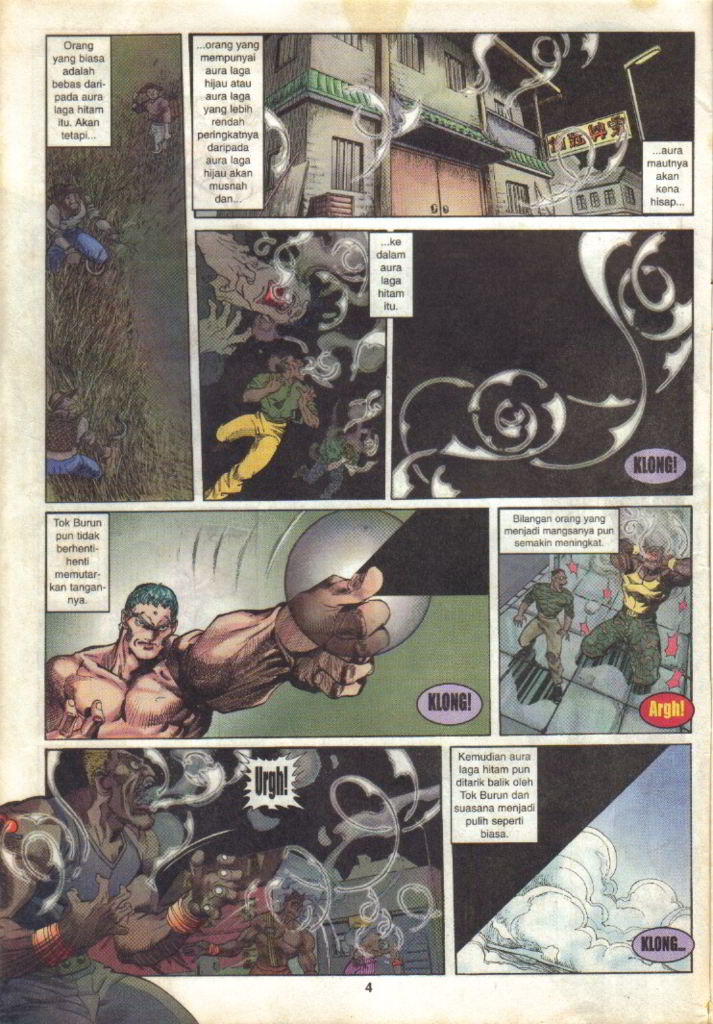 Orang
yang biasa
adalah
bebas dari-
pada aura
laga hitam
itu. Akan
tetapi...
...orang yang
mempunyai
aura laga
hijau atau
aura laga
yang lebih
rendah
peringkatnya
daripada
aura laga
hijau akan
musnah
dan...
...aura
mautnya
akan
kena
hisap...
...ke
dalam
aura
laga
hitam
itu.
KLONG!
Tok Burun
pun tidak
berhenti-
henti
memutar-
kan tangan-
nya.
KLONG!
Bilangan orang yang
menjadi mangsanya pun
semakin meningkat.
Argh!
Urgh!
Kemudian aura
laga hitam pun
ditarik balik oleh
Tok Burun dan
suasana menjadi
pulih seperti
biasa.
KLONG...
4